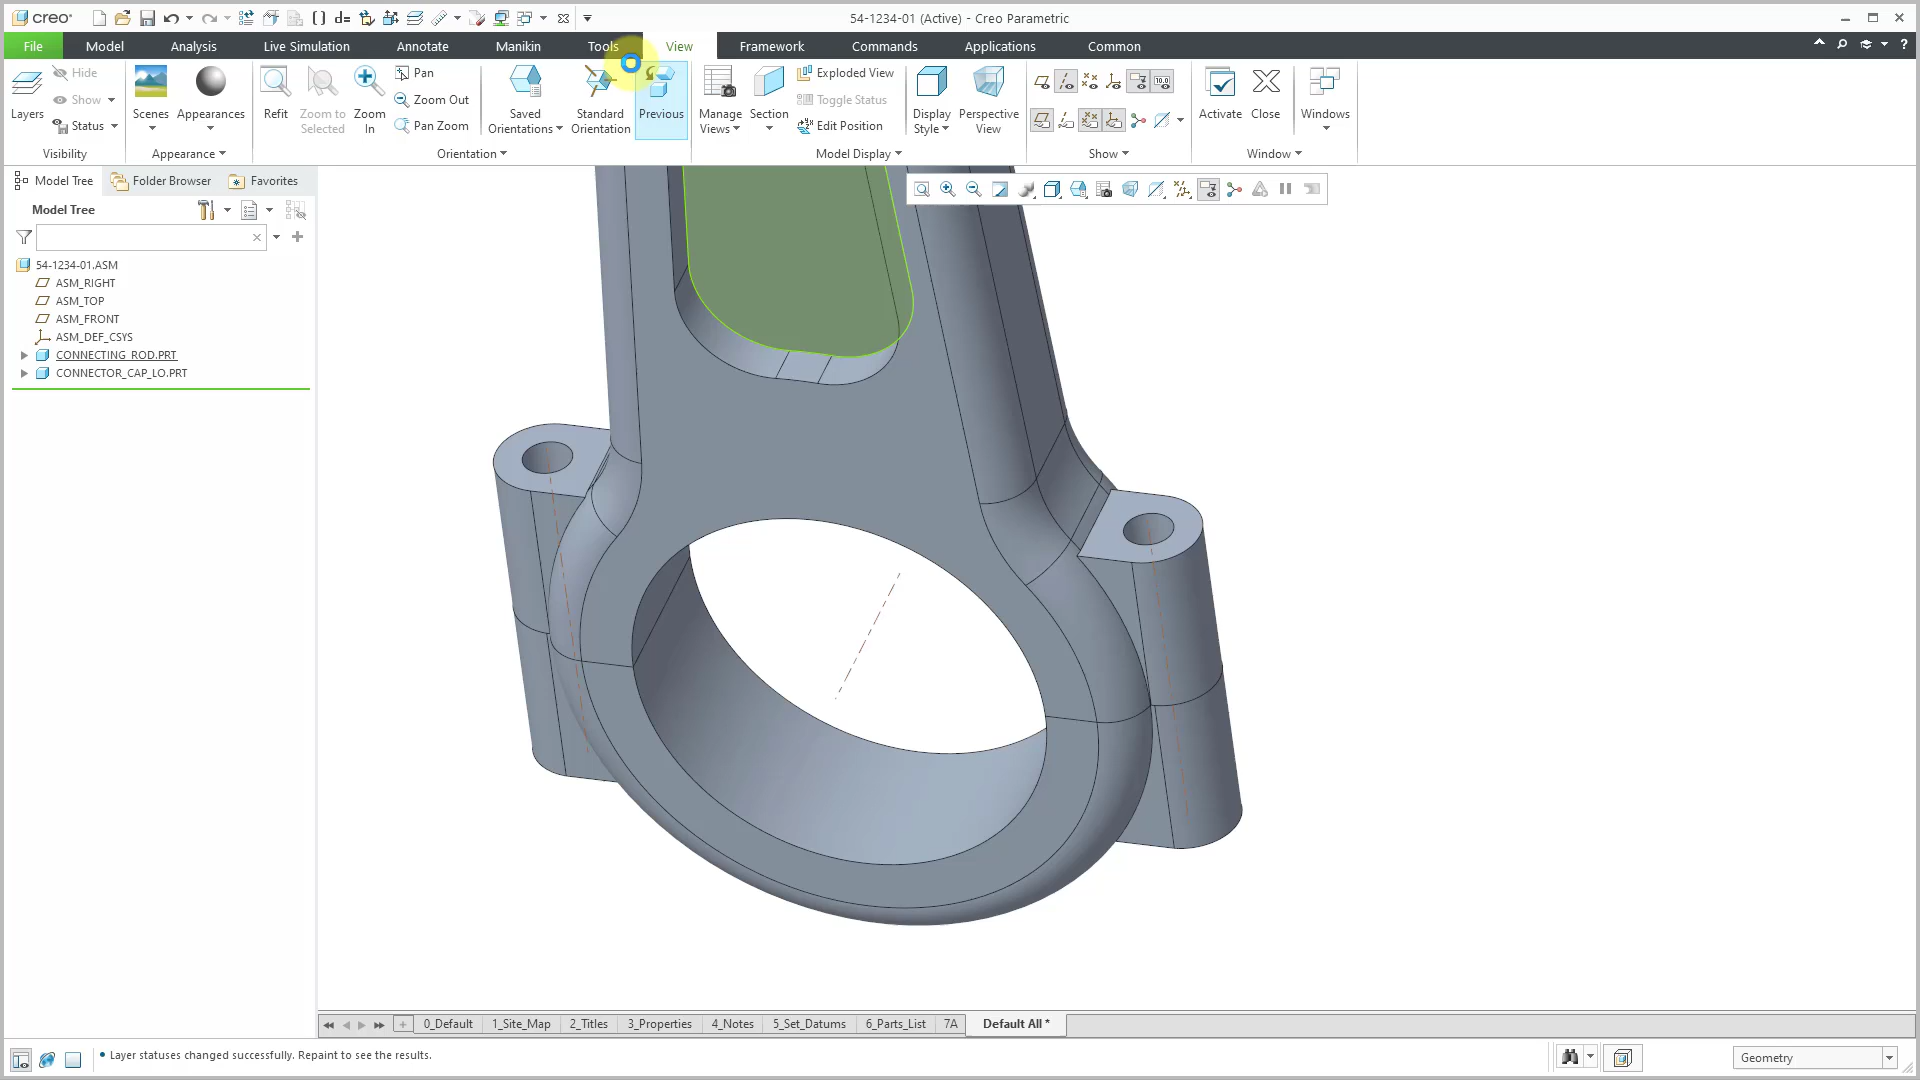 creo
d=
54-1234-01 (Active) - Creo Parametric
File Model Analysis Live Simulation Annotate Manikin Tools View Framework Commands Applications Common
Layers
Hide
Show
Status
Visibility
Scenes
Appearances
Appearance
Refit
Zoom to
Selected
Zoom
In
Pan
Zoom Out
Pan Zoom
Saved
Orientations
Standard
Orientation
Previous
Orientation
Manage
Views
Section
Exploded View
Toggle Status
Edit Position
Display
Style
Perspective
View
Model Display
10.0
Show
Activate
Close
Windows
Window
Model Tree Folder Browser Favorites
Model Tree
54-1234-01.ASM
ASM_RIGHT
ASM_TOP
ASM_FRONT
ASM_DEF_CSYS
CONNECTING_ROD.PRT
CONNECTOR_CAP_LO.PRT
0_Default 1_Site_Map 2_Titles 3_Properties 4_Notes 5_Set_Datums 6_Parts_List 7A Default All *
Layer statuses changed successfully. Repaint to see the results.
Geometry